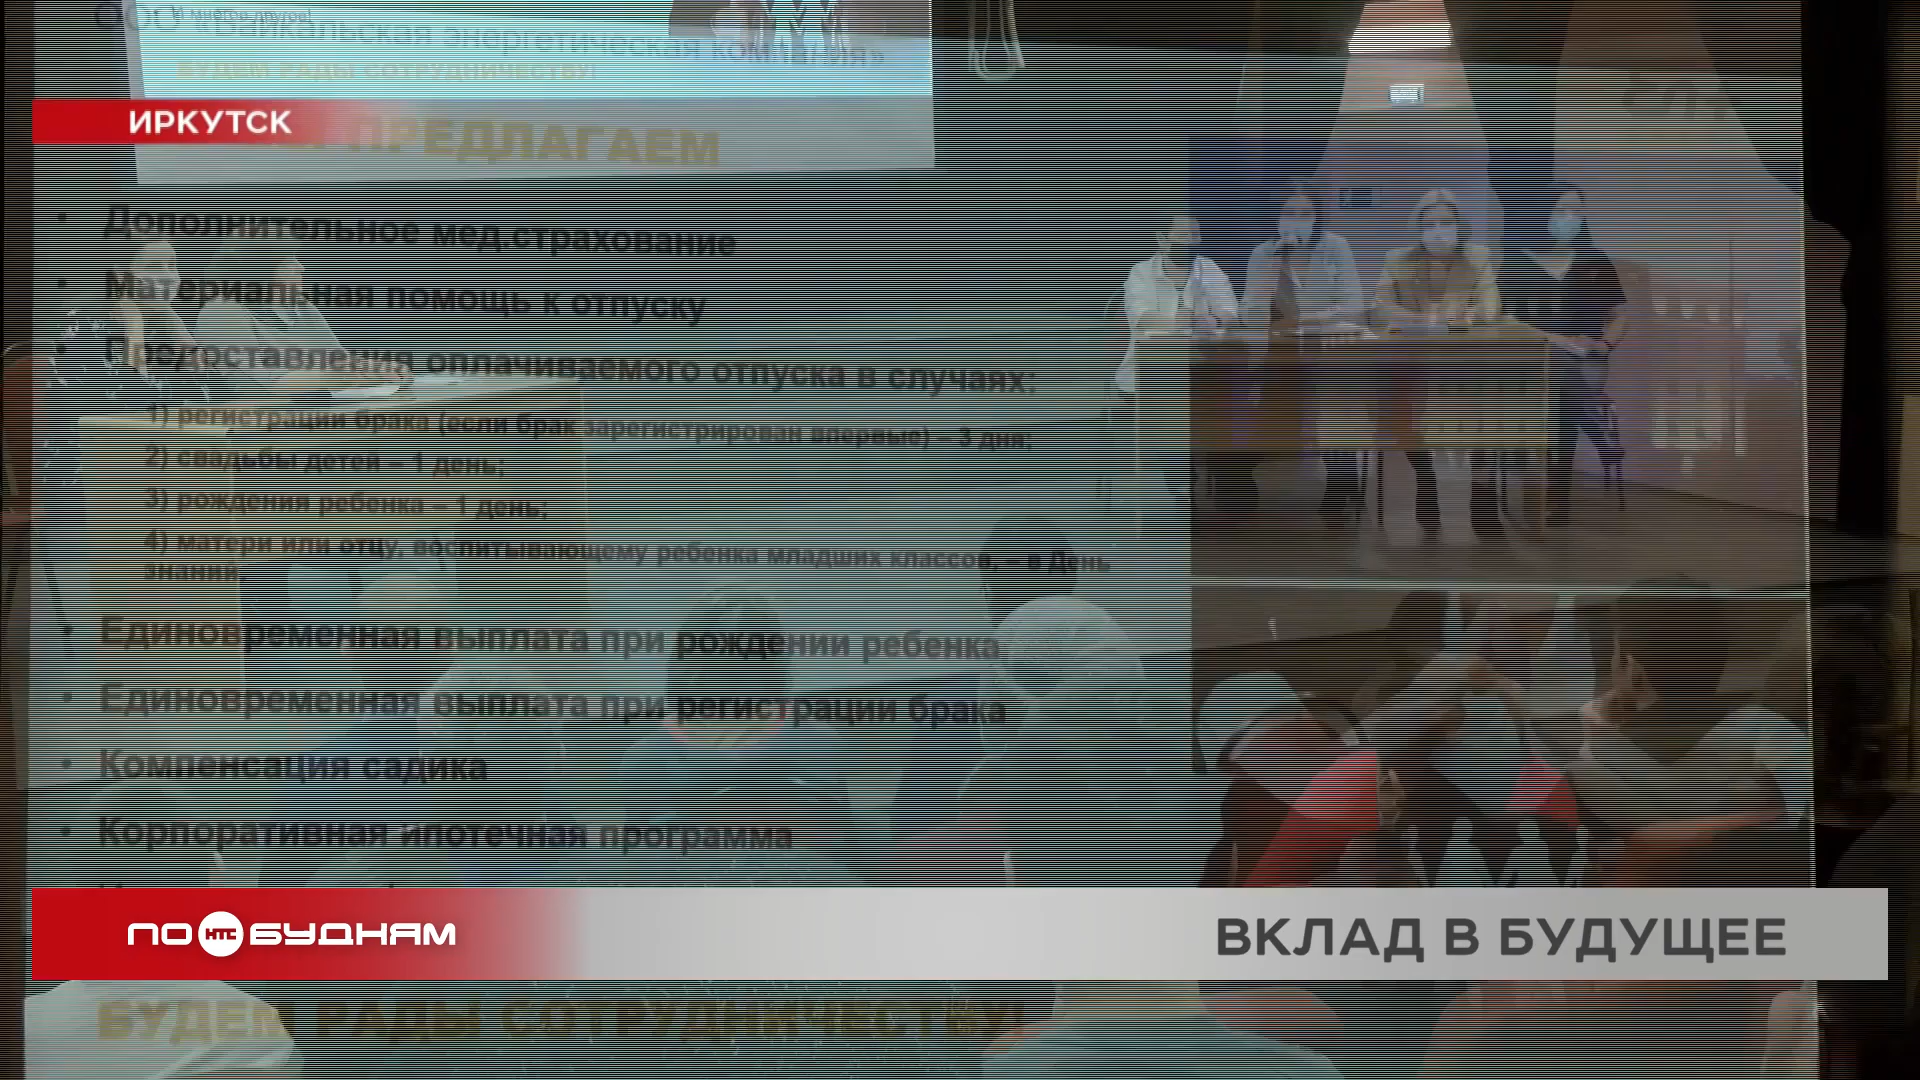 И многое другое!
ООО «Байкальская энергетическая компания»
БУДЕМ РАДЫ СОТРУДНИЧЕСТВУ!
ИРКУТСК
ПРЕДЛАГАЕМ
• Дополнительное мед.страхование
• Материальная помощь к отпуску
• Предоставления оплачиваемого отпуска в случаях:
1) регистрации брака (если брак зарегистрирован впервые) – 3 дня;
2) свадьбы детей – 1 день;
3) рождения ребенка – 1 день;
4) матери или отцу, воспитывающему ребенка младших классов, – в День
знаний.
• Единовременная выплата при рождении ребенка
• Единовременная выплата при регистрации брака
• Компенсация садика
• Корпоративная ипотечная программа
ПО НТС БУДНЯМ
ВКЛАД В БУДУЩЕЕ
БУДЕМ РАДЫ СОТРУДНИЧЕСТВУ!